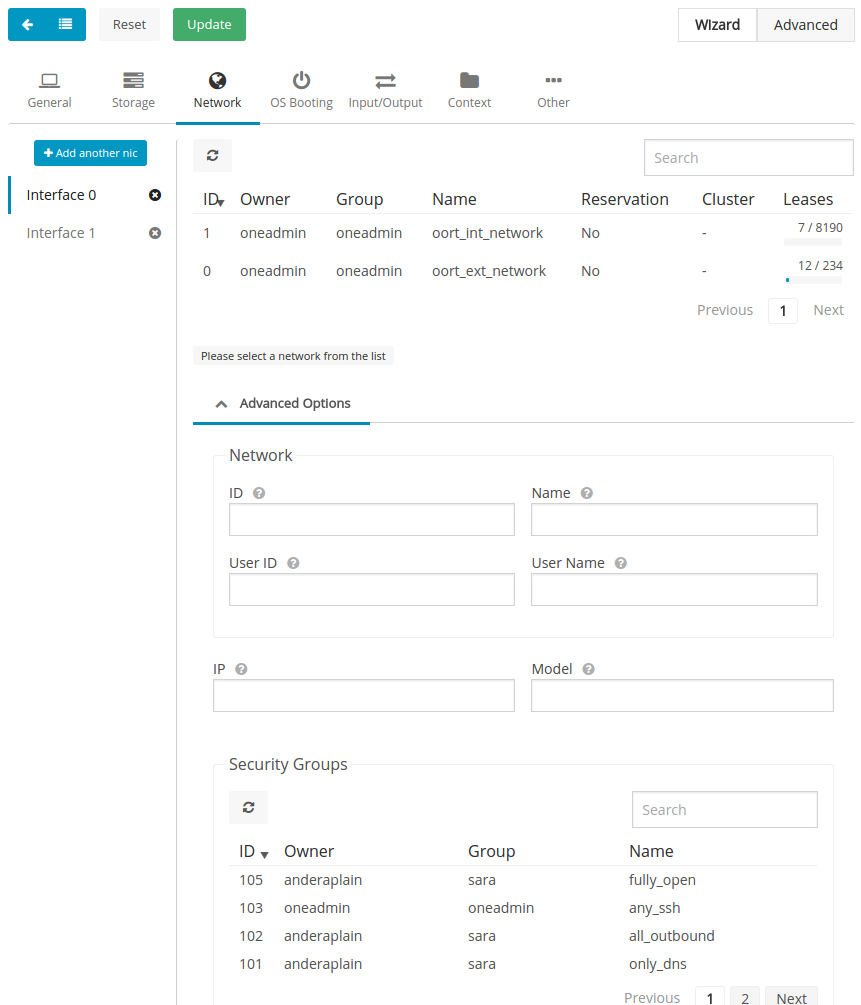 Reset Update Wizard Advanced
General Storage Network OS Booting Input/Output Context Other
Add another nic
Search
Interface 0
Interface 1
ID Owner Group Name Reservation Cluster Leases
1 oneadmin oneadmin oort_int_network No - 7 / 8190
0 oneadmin oneadmin oort_ext_network No - 12 / 234
Previous 1 Next
Please select a network from the list
Advanced Options
Network
ID Name
User ID User Name
IP Model
Security Groups
Search
ID Owner Group Name
105 anderaplain sara fully_open
103 oneadmin oneadmin any_ssh
102 anderaplain sara all_outbound
101 anderaplain sara only_dns
Previous 1 2 Next